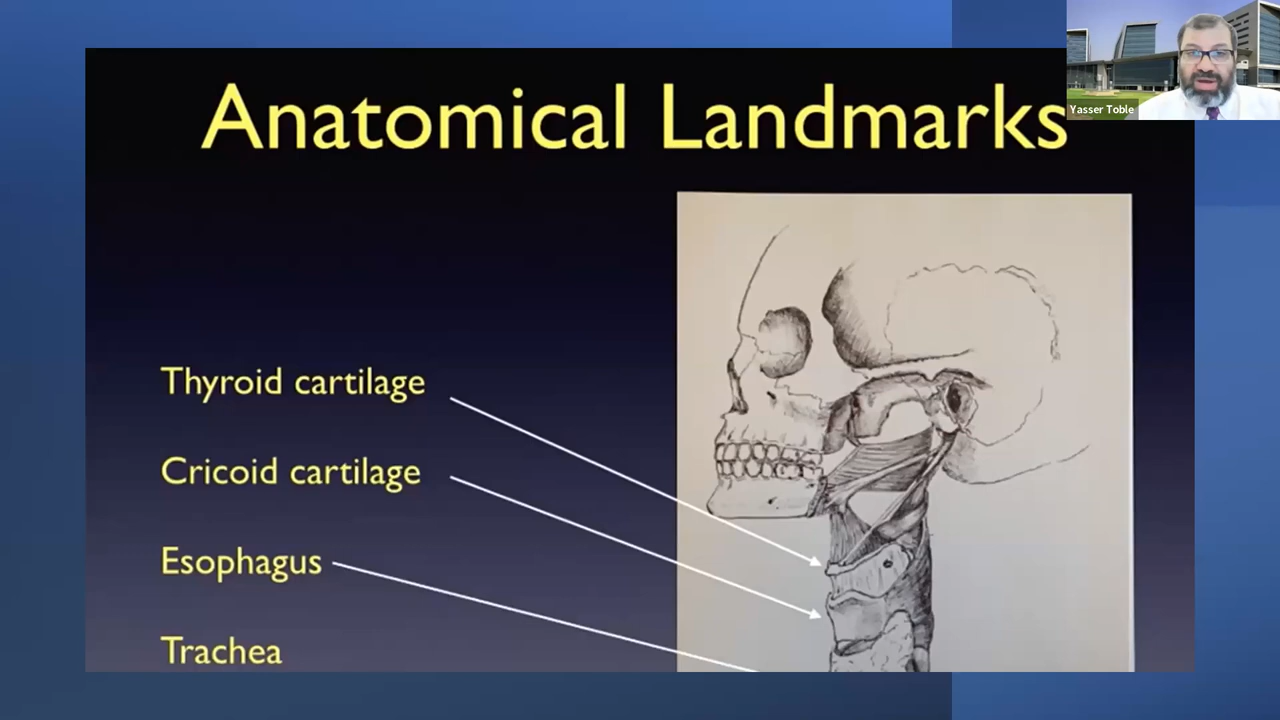 Anatomical Landmarks
Yasser Toble
Thyroid cartilage
Cricoid cartilage
Esophagus
Trachea